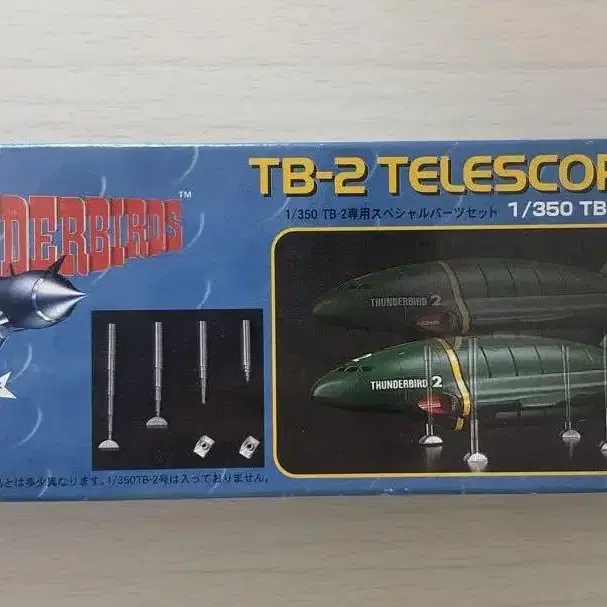 TB-2 TELESCOP
DERBIRDS™
1/350 TB-2専用スペシャルパーツセット 1/350 TB
THUNDERBIRD 2
THUNDERBIRD 2
とは多少異なります。1/350TB-2号は入っておりません。